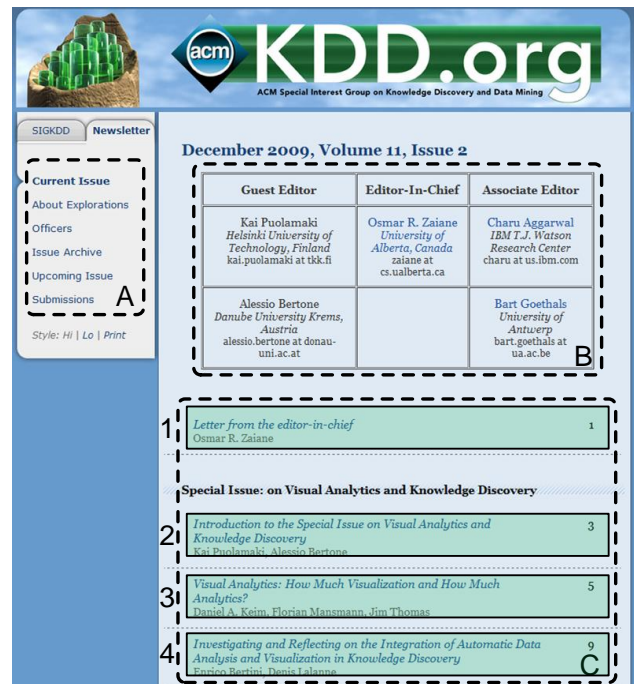 acm KDD.org
ACM Special Interest Group on Knowledge Discovery and Data Mining
SIGKDD Newsletter
Current Issue
About Explorations
Officers
Issue Archive
Upcoming Issue
Submissions
A
Style: Hi | Lo | Print
December 2009, Volume 11, Issue 2
Guest Editor Editor-In-Chief Associate Editor
Kai Puolamaki
Helsinki University of
Technology, Finland
kai.puolamaki at tkk.fi
Osmar R. Zaiane
University of
Alberta, Canada
zaiane at
cs.ualberta.ca
Charu Aggarwal
IBM T.J. Watson
Research Center
charu at us.ibm.com
Alessio Bertone
Danube University Krems,
Austria
alessio.bertone at donau-
uni.ac.at
Bart Goethals
University of
Antwerp
bart.goethals at
ua.ac.be
B
1
Letter from the editor-in-chief 1
Osmar R. Zaiane
Special Issue: on Visual Analytics and Knowledge Discovery
2
Introduction to the Special Issue on Visual Analytics and 3
Knowledge Discovery
Kai Puolamaki, Alessio Bertone
3
Visual Analytics: How Much Visualization and How Much 5
Analytics?
Daniel A. Keim, Florian Mansmann, Jim Thomas
4
Investigating and Reflecting on the Integration of Automatic Data 9
Analysis and Visualization in Knowledge Discovery
Enrico Bertini, Denis Lalanne
C